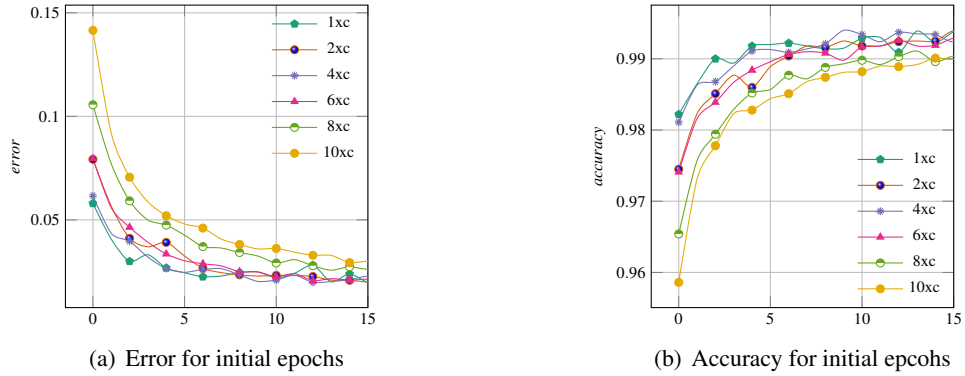 0.15
0.1
0.05
error
0
5
10
15
1xc
2xc
4xc
6xc
8xc
10xc
(a) Error for initial epochs
0.99
0.98
0.97
0.96
accuracy
0
5
10
15
1xc
2xc
4xc
6xc
8xc
10xc
(b) Accuracy for initial epcohs